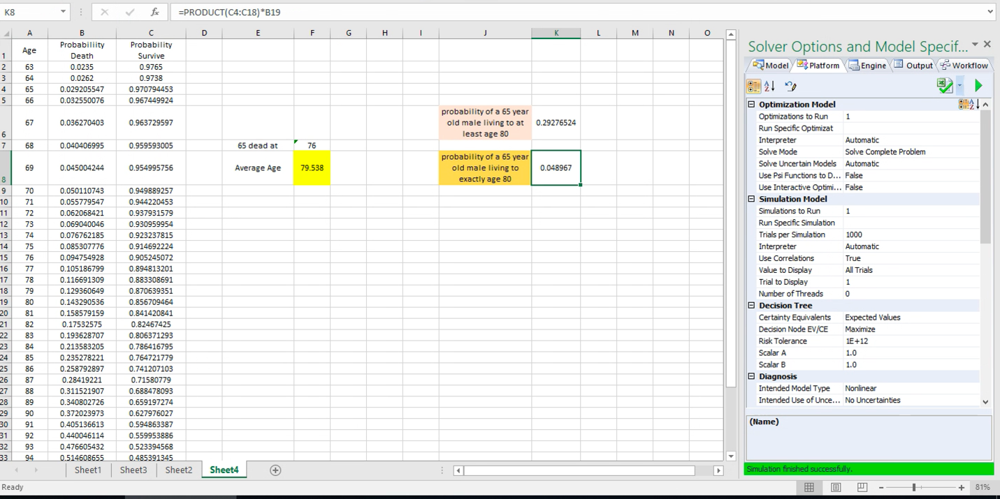 K8
=PRODUCT(C4:C18)*B19
A B C D E F G H I J K L M N O
1 Age Probabliity Death Probability Survive
2 63 0.0235 0.9765
3 64 0.0262 0.9738
4 65 0.029205547 0.970794453
5 66 0.032550076 0.967449924
6 67 0.036270403 0.963729597 probability of a 65 year old male living to at least age 80 0.29276524
7 68 0.040406995 0.959593005 65 dead at 76
8 69 0.045004244 0.954995756 Average Age 79.538 probability of a 65 year old male living to exactly age 80 0.048967
9 70 0.050110743 0.949889257
10 71 0.055779547 0.944220453
11 72 0.062068421 0.937931579
12 73 0.069040046 0.930959954
13 74 0.076762185 0.923237815
14 75 0.085307776 0.914692224
15 76 0.094754928 0.905245072
16 77 0.105186799 0.894813201
17 78 0.116691309 0.883308691
18 79 0.129360649 0.870639351
19 80 0.143290536 0.856709464
20 81 0.158579159 0.841420841
21 82 0.17532575 0.82467425
22 83 0.193628707 0.806371293
23 84 0.213583205 0.786416795
24 85 0.235278221 0.764721779
25 86 0.258792897 0.741207103
26 87 0.28419221 0.71580779
27 88 0.311521907 0.688478093
28 89 0.340802726 0.659197274
29 90 0.372023973 0.627976027
30 91 0.405136613 0.594863387
31 92 0.440046114 0.559953886
32 93 0.476605432 0.523394568
33 94 0.514608655 0.485391345
Sheet1 Sheet3 Sheet2 Sheet4
Ready
Solver Options and Model Specif...
Model Platform Engine Output Workflow
Optimization Model
Optimizations to Run 1
Run Specific Optimizat
Interpreter Automatic
Solve Mode Solve Complete Problem
Solve Uncertain Models Automatic
Use Psi Functions to D... False
Use Interactive Optimi... False
Simulation Model
Simulations to Run 1
Run Specific Simulation
Trials per Simulation 1000
Interpreter Automatic
Use Correlations True
Value to Display All Trials
Trial to Display 1
Number of Threads 0
Decision Tree
Certainty Equivalents Expected Values
Decision Node EV/CE Maximize
Risk Tolerance 1E+12
Scalar A 1.0
Scalar B 1.0
Diagnosis
Intended Model Type Nonlinear
Intended Use of Unce... No Uncertainties
(Name)
Simulation finished successfully.
81%